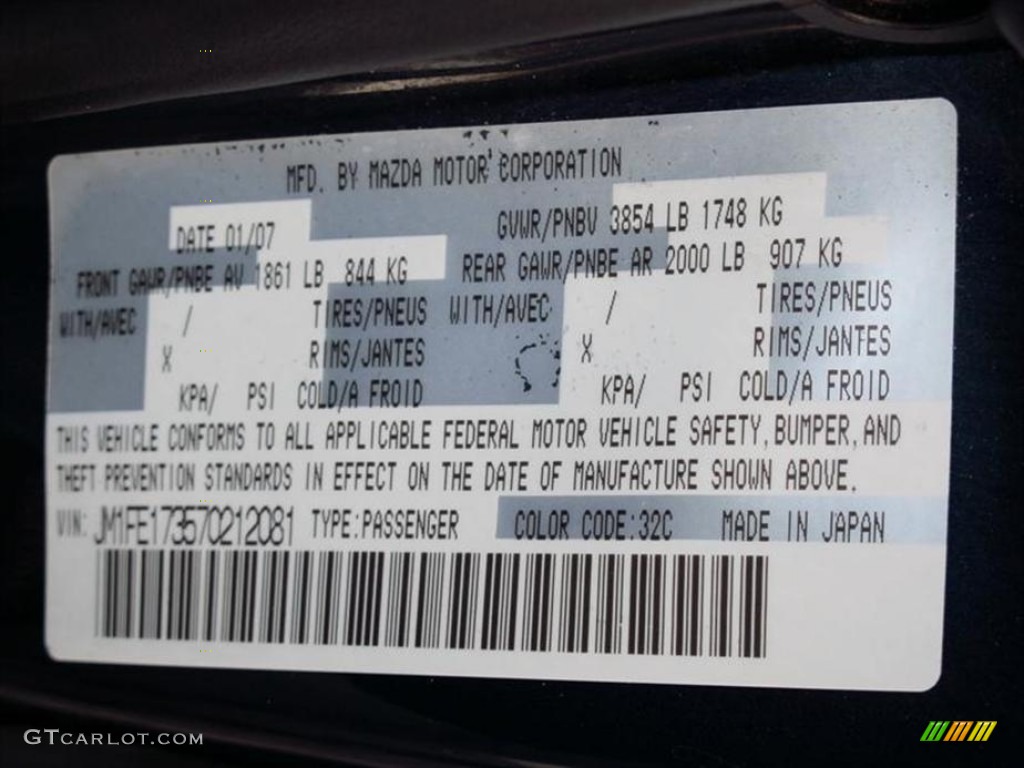 MFD. BY MAZDA MOTOR CORPORATION
DATE 01/07 GVWR/PNBV 3854 LB 1748 KG
FRONT GAWR/PNBE AV 1861 LB 844 KG REAR GAWR/PNBE AR 2000 LB 907 KG
WITH/AVEC / TIRES/PNEUS WITH/AVEC / TIRES/PNEUS
X RIMS/JANTES X RIMS/JANTES
KPA/ PSI COLD/A FROID KPA/ PSI COLD/A FROID
THIS VEHICLE CONFORMS TO ALL APPLICABLE FEDERAL MOTOR VEHICLE SAFETY, BUMPER, AND
THEFT PREVENTION STANDARDS IN EFFECT ON THE DATE OF MANUFACTURE SHOWN ABOVE.
VIN: JM1FE173570212081 TYPE:PASSENGER COLOR CODE:32C MADE IN JAPAN
GTCARLOT.COM